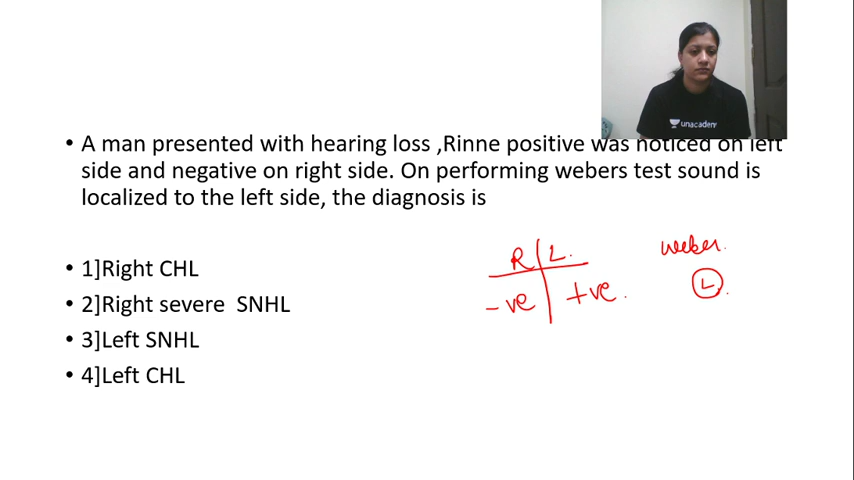 unacademy
• A man presented with hearing loss ,Rinne positive was noticed on left
side and negative on right side. On performing webers test sound is
localized to the left side, the diagnosis is
• 1]Right CHL
• 2]Right severe SNHL
• 3]Left SNHL
• 4]Left CHL
R L.
-ve +ve.
weber.
L